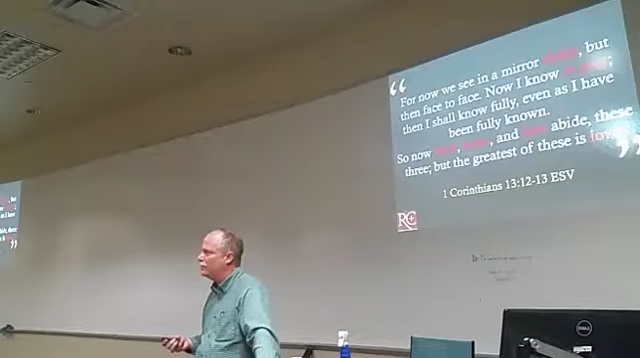 “ For now we see in a mirror , but
then face to face. Now I know ;
then I shall know fully, even as I have
been fully known.
So now , , and abide, these
three; but the greatest of these is love. ”
1 Corinthians 13:12-13 ESV
RC
DELL